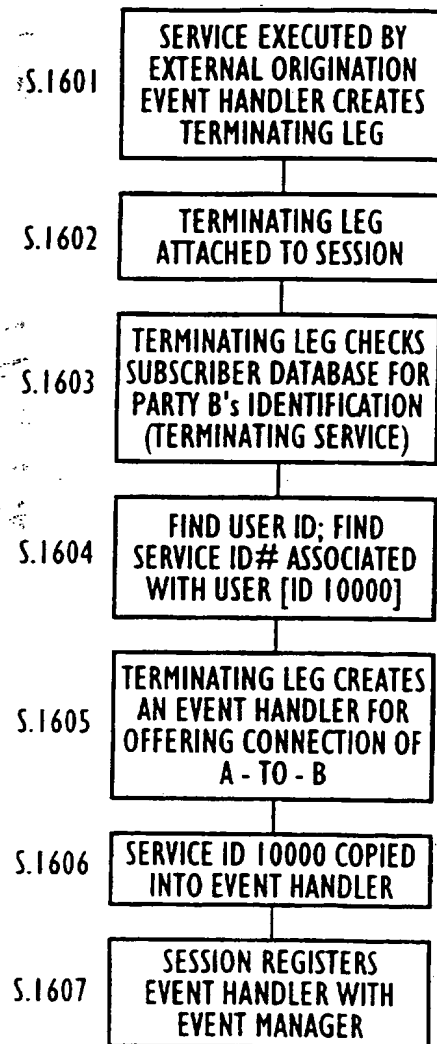 S.1601
SERVICE EXECUTED BY
EXTERNAL ORIGINATION
EVENT HANDLER CREATES
TERMINATING LEG
S.1602
TERMINATING LEG
ATTACHED TO SESSION
S.1603
TERMINATING LEG CHECKS
SUBSCRIBER DATABASE FOR
PARTY B's IDENTIFICATION
(TERMINATING SERVICE)
S.1604
FIND USER ID; FIND
SERVICE ID# ASSOCIATED
WITH USER [ID 10000]
S.1605
TERMINATING LEG CREATES
AN EVENT HANDLER FOR
OFFERING CONNECTION OF
A - TO - B
S.1606
SERVICE ID 10000 COPIED
INTO EVENT HANDLER
S.1607
SESSION REGISTERS
EVENT HANDLER WITH
EVENT MANAGER